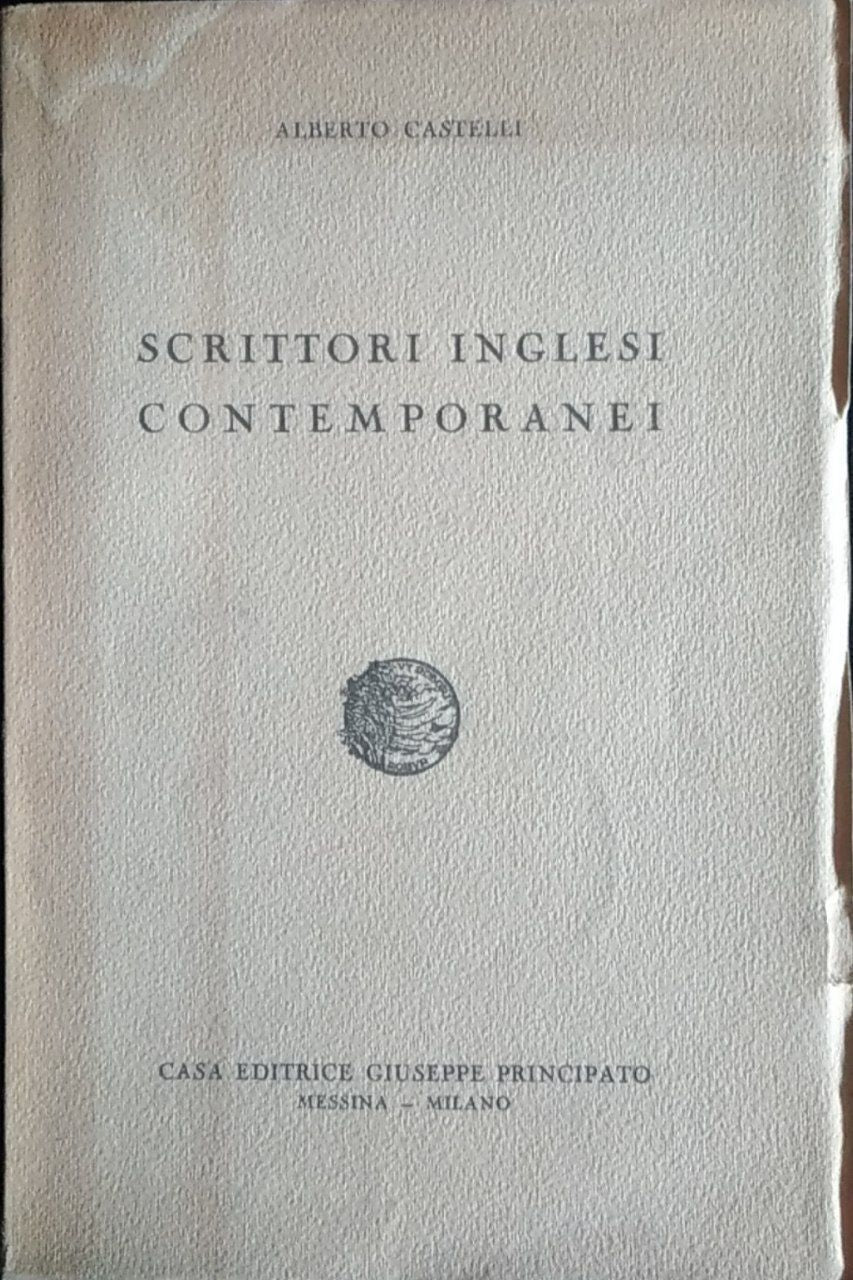 ALBERTO CASTELLI
SCRITTORI INGLESI
CONTEMPORANEI
CASA EDITRICE GIUSEPPE PRINCIPATO
MESSINA – MILANO